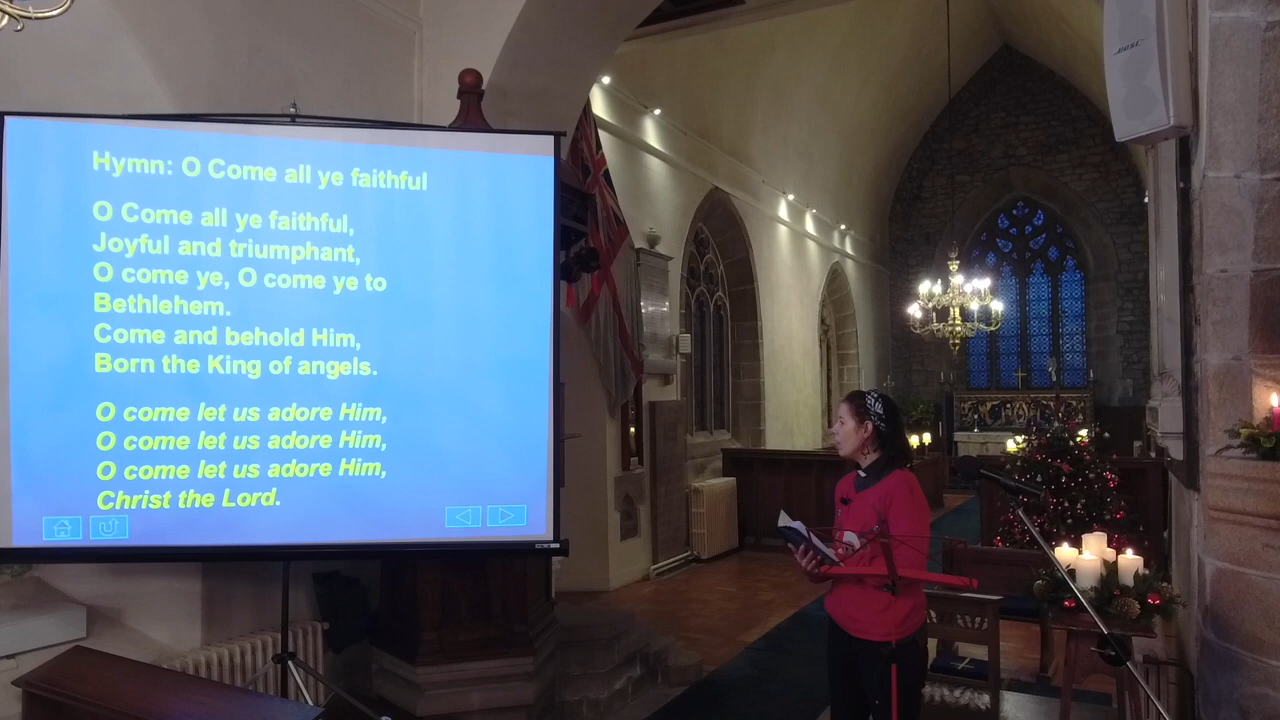 Hymn: O Come all ye faithful
O Come all ye faithful,
Joyful and triumphant,
O come ye, O come ye to
Bethlehem.
Come and behold Him,
Born the King of angels.
O come let us adore Him,
O come let us adore Him,
O come let us adore Him,
Christ the Lord.
BOSE